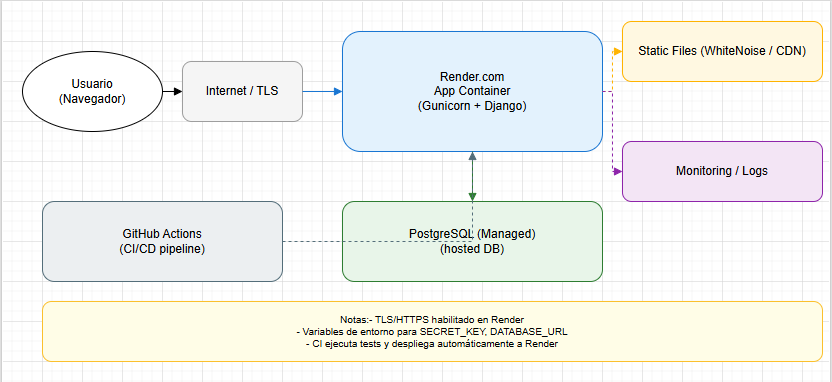 Usuario
(Navegador)
Internet / TLS
Render.com
App Container
(Gunicorn + Django)
Static Files (WhiteNoise / CDN)
Monitoring / Logs
GitHub Actions
(CI/CD pipeline)
PostgreSQL (Managed)
(hosted DB)
Notas:- TLS/HTTPS habilitado en Render
- Variables de entorno para SECRET_KEY, DATABASE_URL
- CI ejecuta tests y despliega automáticamente a Render